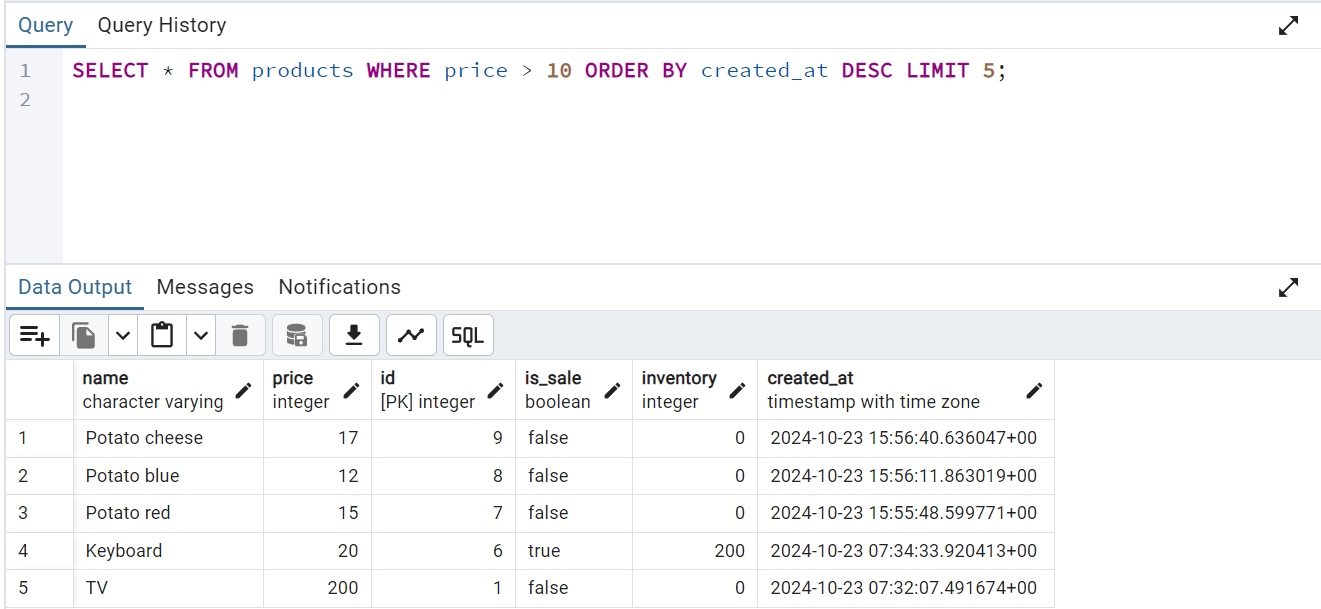 Query Query History
1 SELECT * FROM products WHERE price > 10 ORDER BY created_at DESC LIMIT 5;
2
Data Output Messages Notifications
SQL
name price id is_sale inventory created_at
character varying integer [PK] integer boolean integer timestamp with time zone
1 Potato cheese 17 9 false 0 2024-10-23 15:56:40.636047+00
2 Potato blue 12 8 false 0 2024-10-23 15:56:11.863019+00
3 Potato red 15 7 false 0 2024-10-23 15:55:48.599771+00
4 Keyboard 20 6 true 200 2024-10-23 07:34:33.920413+00
5 TV 200 1 false 0 2024-10-23 07:32:07.491674+00